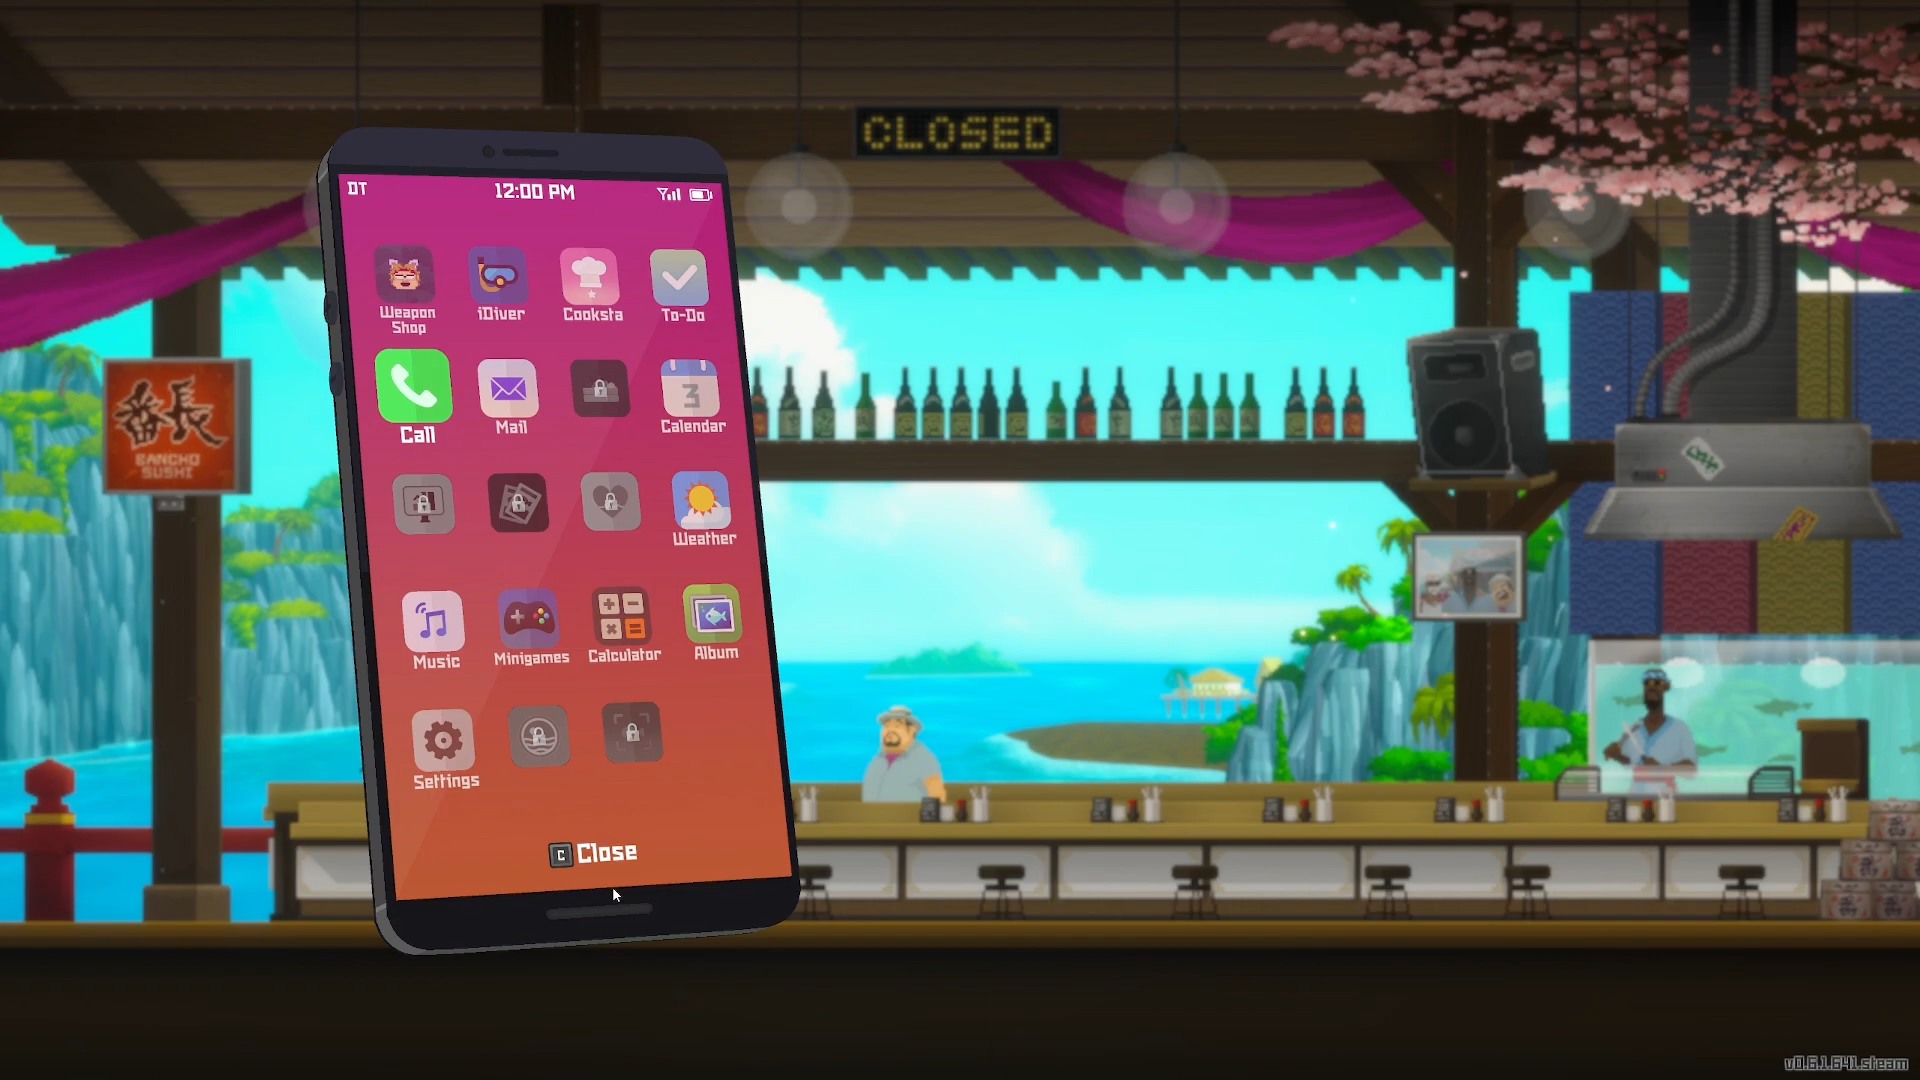 CLOSED
DT 12:00 PM
Weapon Shop
iDiver
Cooksta
To-Do
Call
Mail
3
Calendar
Weather
Music
Minigames
Calculator
Album
Settings
C Close
番長
BANCHO
SUSHI
v0.6.1.641.steam